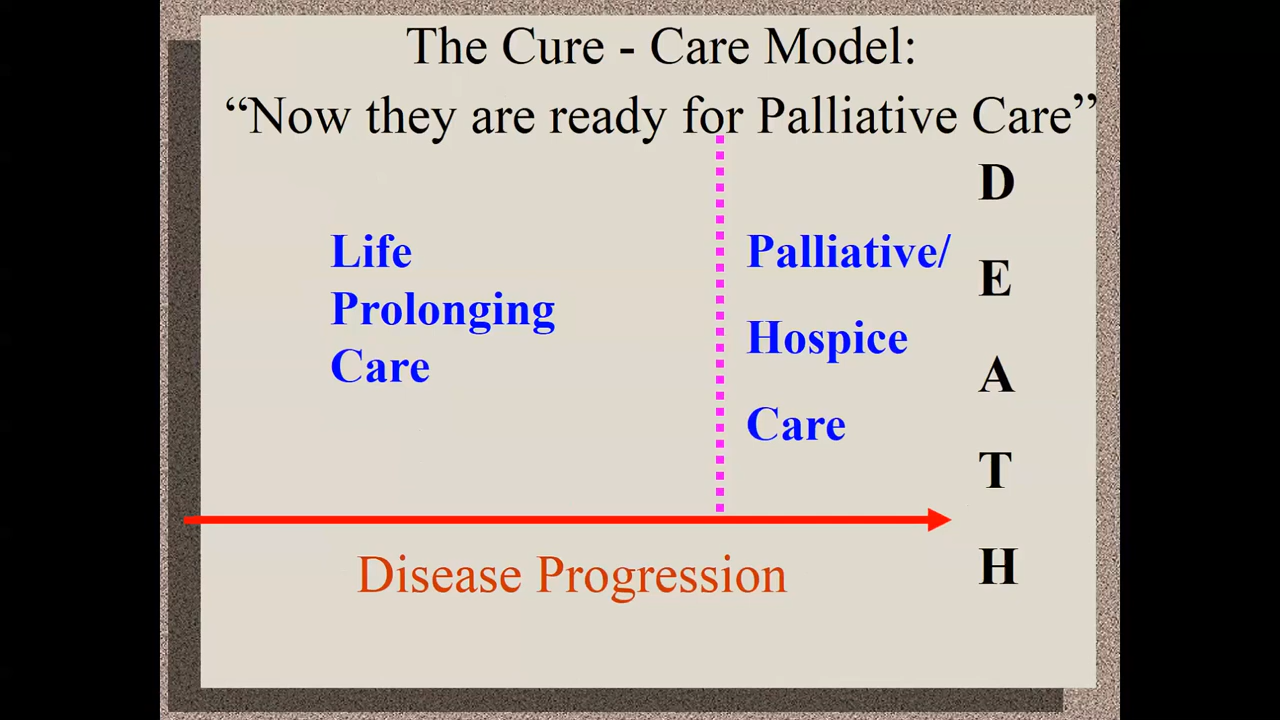 The Cure - Care Model:
“Now they are ready for Palliative Care”
Life
Prolonging
Care
Palliative/
Hospice
Care
D
E
A
T
H
Disease Progression